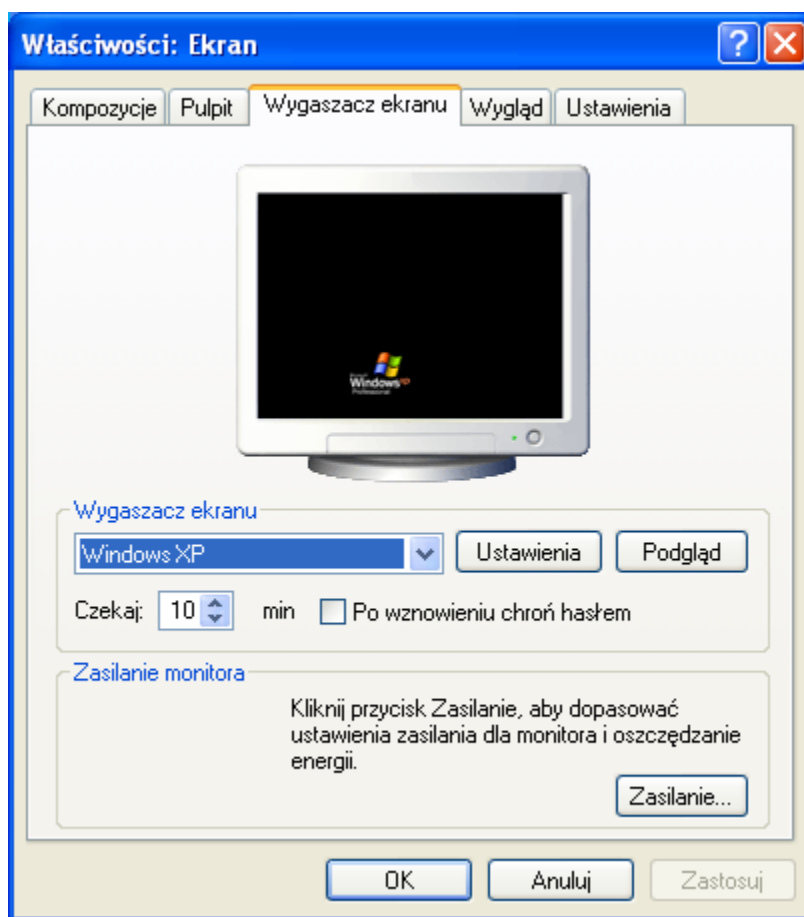 Właściwości: Ekran
Kompozycje Pulpit Wygaszacz ekranu Wygląd Ustawienia
Windows xp
Professional
Wygaszacz ekranu
Windows XP Ustawienia Podgląd
Czekaj: 10 min Po wznowieniu chroń hasłem
Zasilanie monitora
Kliknij przycisk Zasilanie, aby dopasować
ustawienia zasilania dla monitora i oszczędzanie
energii.
Zasilanie...
OK Anuluj Zastosuj